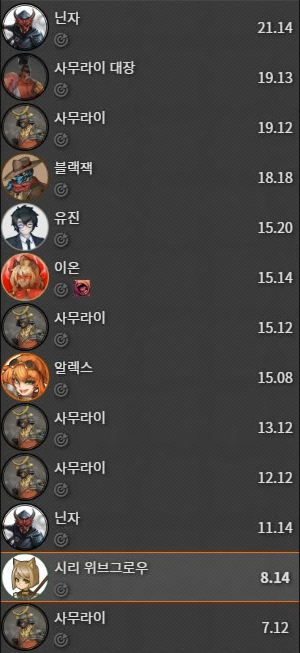 닌자
21.14
사무라이 대장
19.13
사무라이
19.12
블랙잭
18.18
유진
15.20
이온
15.14
사무라이
15.12
알렉스
15.08
사무라이
13.12
사무라이
12.12
닌자
11.14
시리 위브그로우
8.14
사무라이
7.12